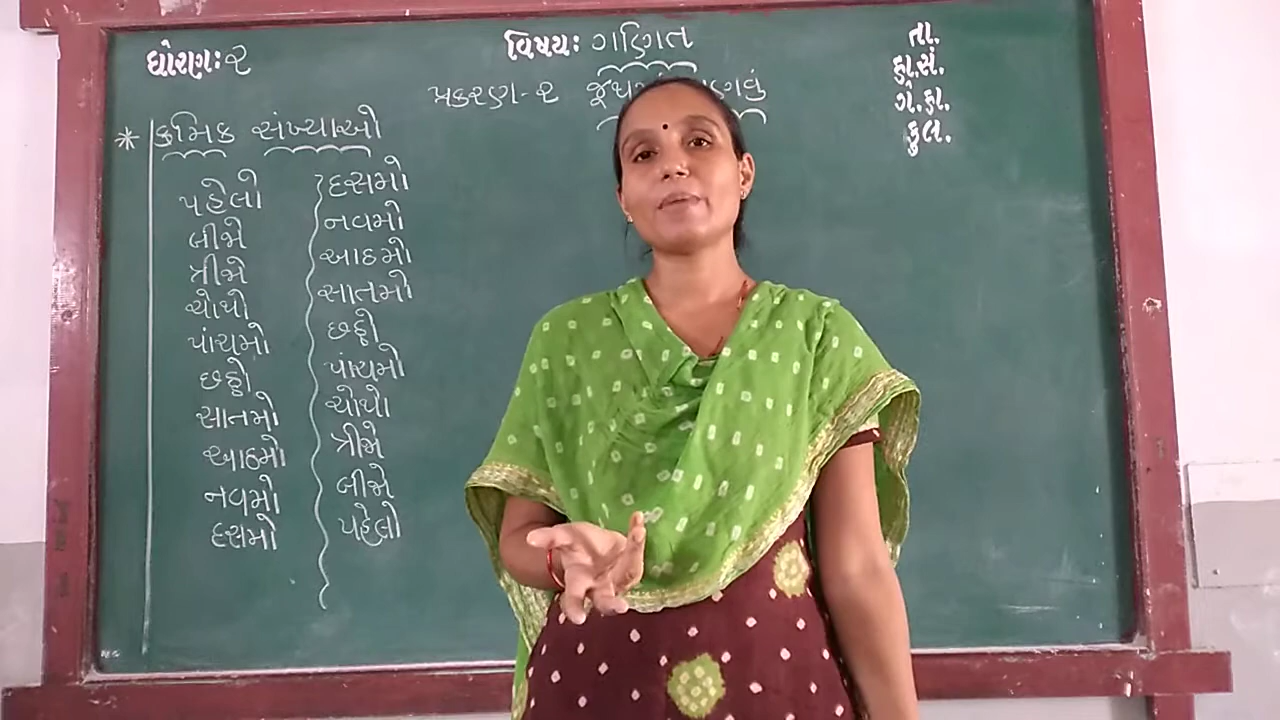 ધોરણ: ૨
વિષય: ગણિત
પ્રકરણ-૨
તા.
હા.સં.
ગે.હા.
કુલ.
* ક્રમિક સંખ્યાઓ
પહેલો
બીજો
ત્રીજો
ચોથો
પાંચમો
છઠ્ઠો
સાતમો
આઠમો
નવમો
દસમો
દસમો
નવમો
આઠમો
સાતમો
છઠ્ઠો
પાંચમો
ચોથો
ત્રીજો
બીજો
પહેલો